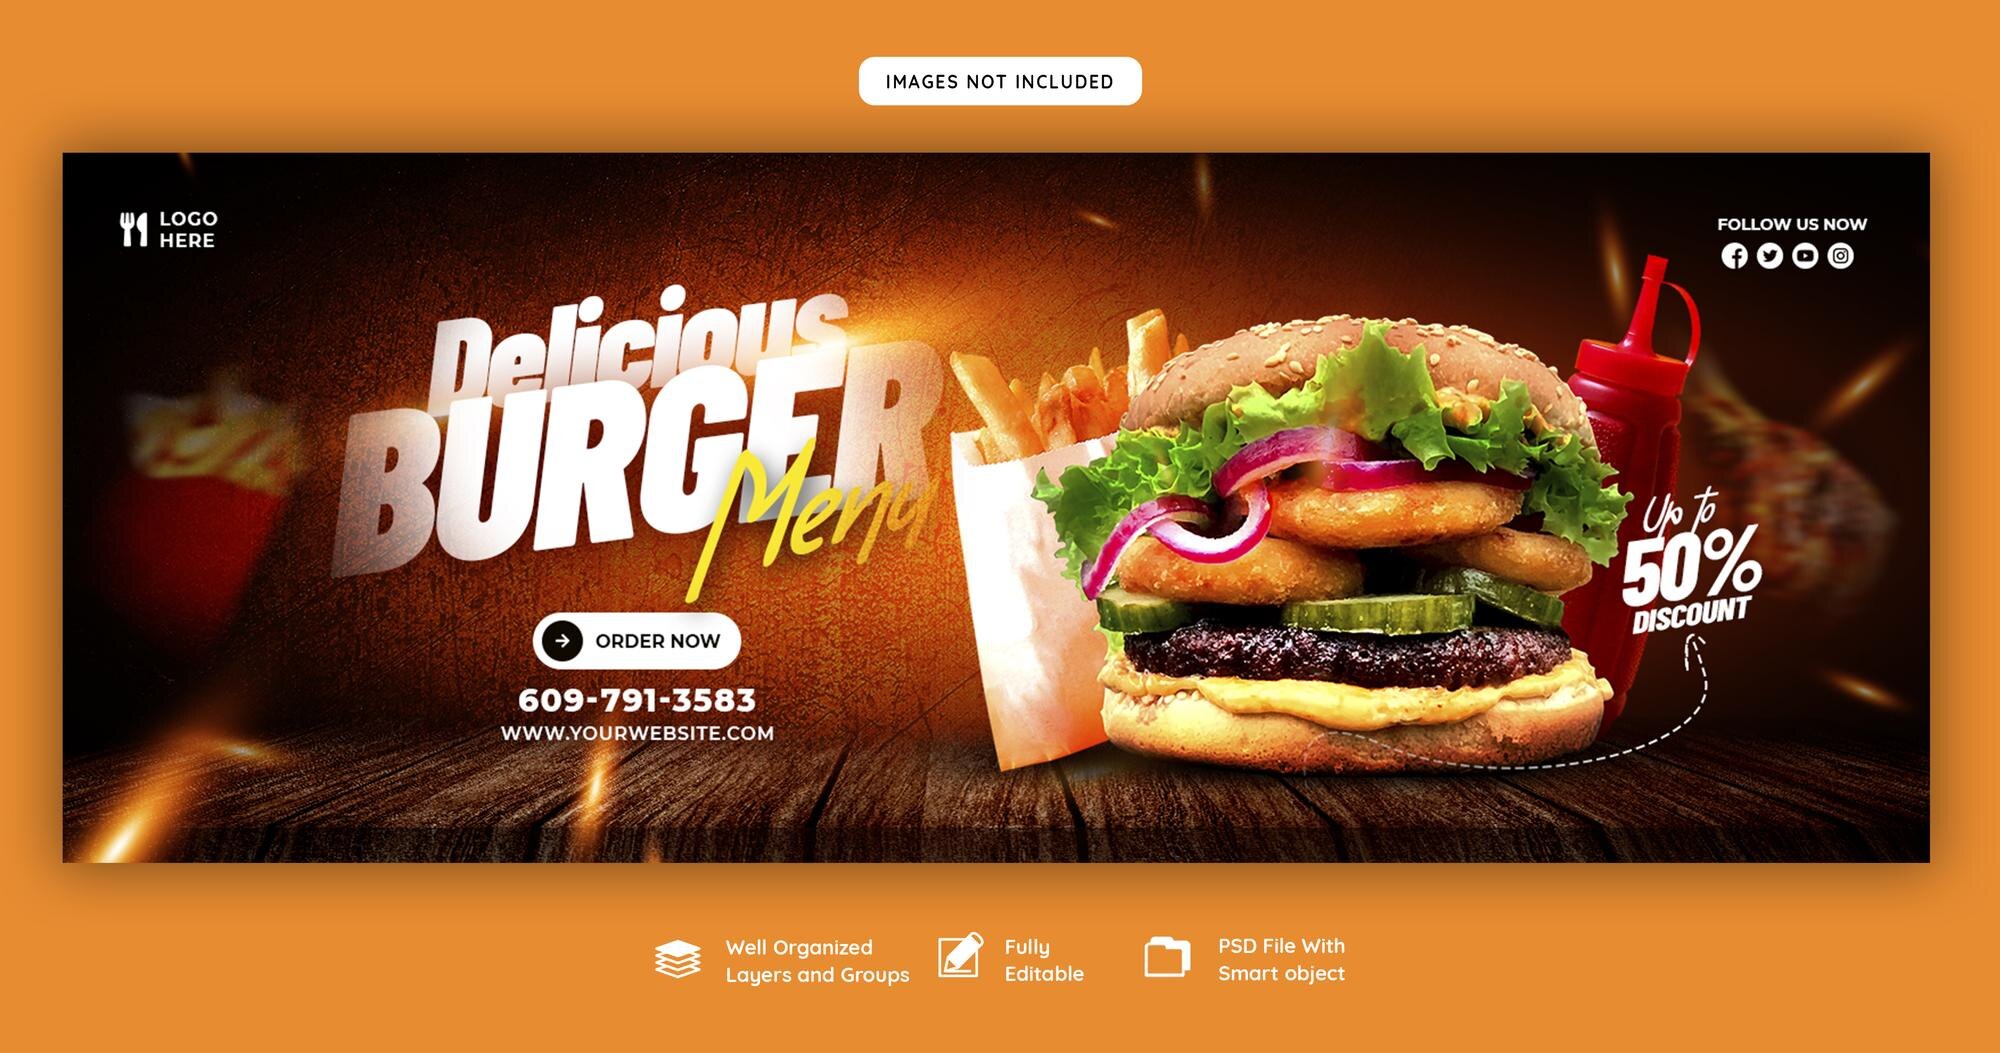 IMAGES NOT INCLUDED
LOGO
HERE
FOLLOW US NOW
Delicious
BURGER
Menu
ORDER NOW
609-791-3583
WWW.YOURWEBSITE.COM
Up to
50%
DISCOUNT
Well Organized
Layers and Groups
Fully
Editable
PSD File With
Smart object